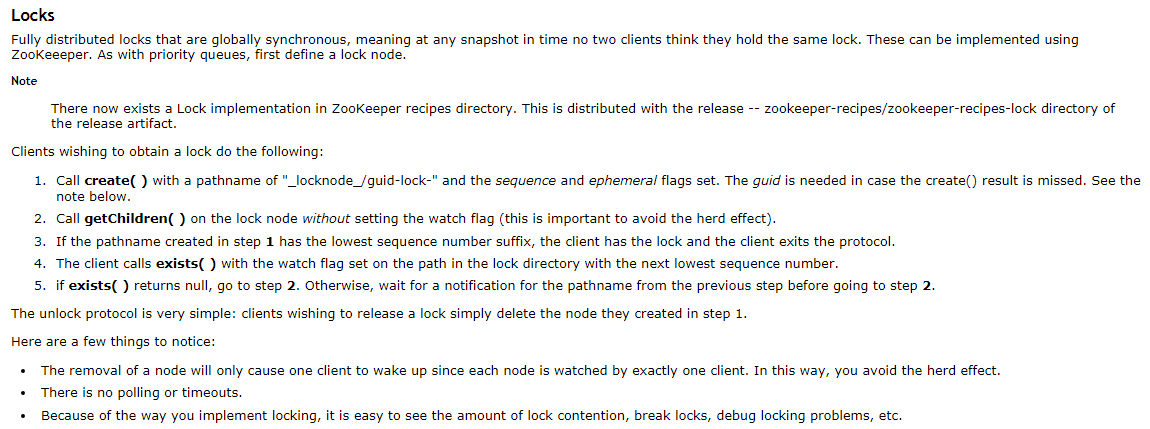 Locks
Fully distributed locks that are globally synchronous, meaning at any snapshot in time no two clients think they hold the same lock. These can be implemented using
ZooKeeeper. As with priority queues, first define a lock node.
Note
There now exists a Lock implementation in ZooKeeper recipes directory. This is distributed with the release -- zookeeper-recipes/zookeeper-recipes-lock directory of
the release artifact.
Clients wishing to obtain a lock do the following:
1. Call create( ) with a pathname of "_locknode_/guid-lock-" and the sequence and ephemeral flags set. The guid is needed in case the create() result is missed. See the
note below.
2. Call getChildren( ) on the lock node without setting the watch flag (this is important to avoid the herd effect).
3. If the pathname created in step 1 has the lowest sequence number suffix, the client has the lock and the client exits the protocol.
4. The client calls exists( ) with the watch flag set on the path in the lock directory with the next lowest sequence number.
5. if exists( ) returns null, go to step 2. Otherwise, wait for a notification for the pathname from the previous step before going to step 2.
The unlock protocol is very simple: clients wishing to release a lock simply delete the node they created in step 1.
Here are a few things to notice:
• The removal of a node will only cause one client to wake up since each node is watched by exactly one client. In this way, you avoid the herd effect.
• There is no polling or timeouts.
• Because of the way you implement locking, it is easy to see the amount of lock contention, break locks, debug locking problems, etc.